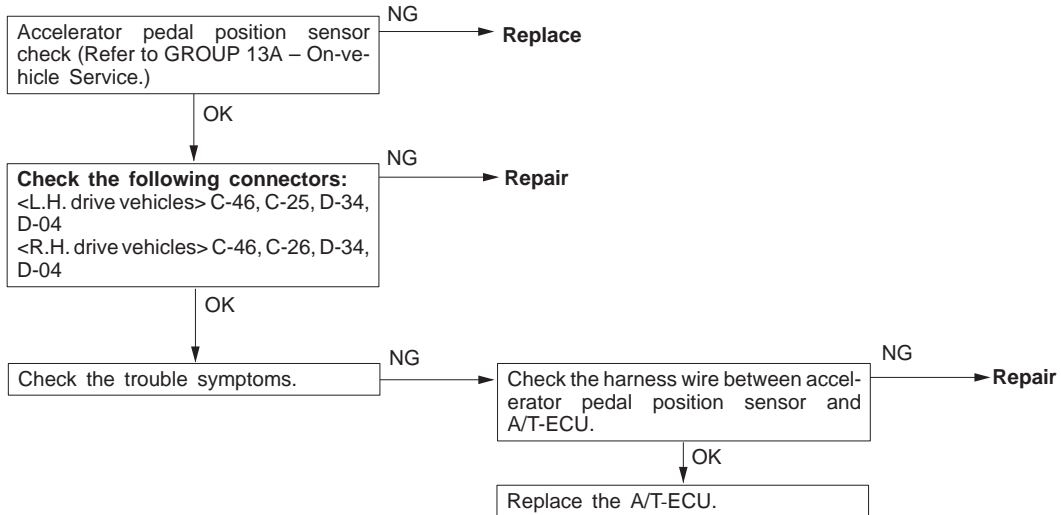 NG
Accelerator pedal position sensor
check (Refer to GROUP 13A – On-ve-
hicle Service.)
Replace
OK
NG
Check the following connectors:
<L.H. drive vehicles> C-46, C-25, D-34,
D-04
<R.H. drive vehicles> C-46, C-26, D-34,
D-04
Repair
OK
NG
Check the trouble symptoms.
NG
Check the harness wire between accel-
erator pedal position sensor and
A/T-ECU.
Repair
OK
Replace the A/T-ECU.